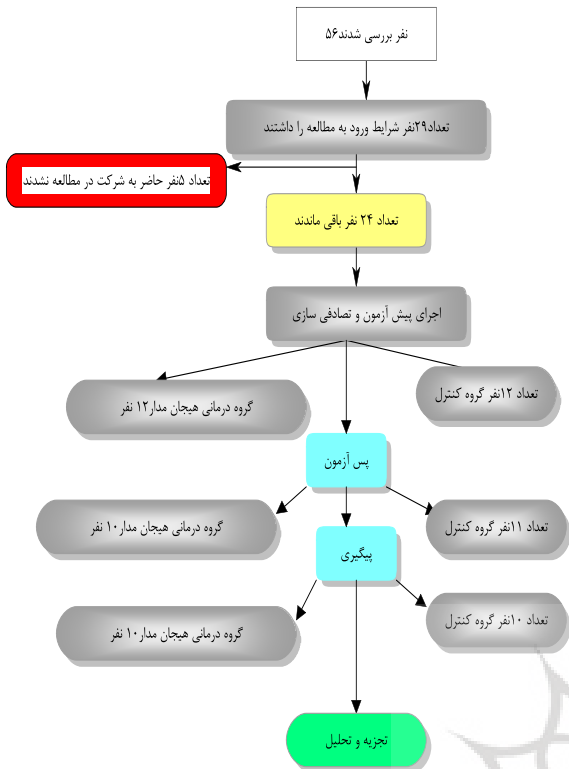 نفر بررسی شدند۵۶
تعداد۲۹نفر شرایط ورود به مطالعه را داشتند
تعداد ۵نفر حاضر به شرکت در مطالعه نشدند
تعداد ۲۴ نفر باقی ماندند
اجرای پیش آزمون و تصادفی سازی
تعداد ۱۲نفر گروه کنترل
گروه درمانی هیجان مدار۱۲ نفر
پس آزمون
تعداد ۱۱نفر گروه کنترل
گروه درمانی هیجان مدار۱۰ نفر
پیگیری
تعداد ۱۰نفر گروه کنترل
گروه درمانی هیجان مدار۱۰ نفر
تجزیه و تحلیل